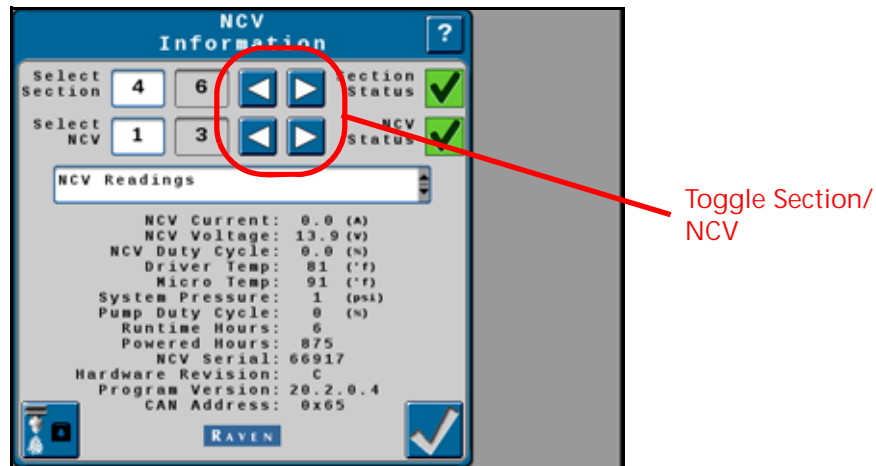 NCV
Information
?
Select Section 4 6 Section Status
Select NCV 1 3 NCV Status
NCV Readings
NCV Current: 0.0 (A)
NCV Voltage: 13.9 (V)
NCV Duty Cycle: 0.0 (%)
Driver Temp: 81 (°f)
Micro Temp: 91 (°f)
System Pressure: 1 (psi)
Pump Duty Cycle: 0 (%)
Runtime Hours: 6
Powered Hours: 875
NCV Serial: 66917
Hardware Revision: C
Program Version: 20.2.0.4
CAN Address: 0x65
RAVEN
Toggle Section/
NCV